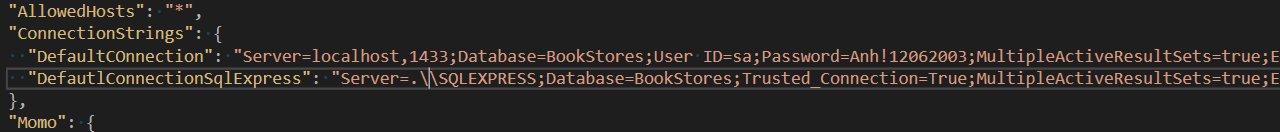 "AllowedHosts": "*",
"ConnectionStrings": {
"DefaultCOnnection": "Server=localhost,1433;Database=BookStores;User ID=sa;Password=Anh!12062003;MultipleActiveResultSets=true;E
"DefautlConnectionSqlExpress": "Server=.\\SQLEXPRESS;Database=BookStores;Trusted_Connection=True;MultipleActiveResultSets=true;E
},
"Momo": {